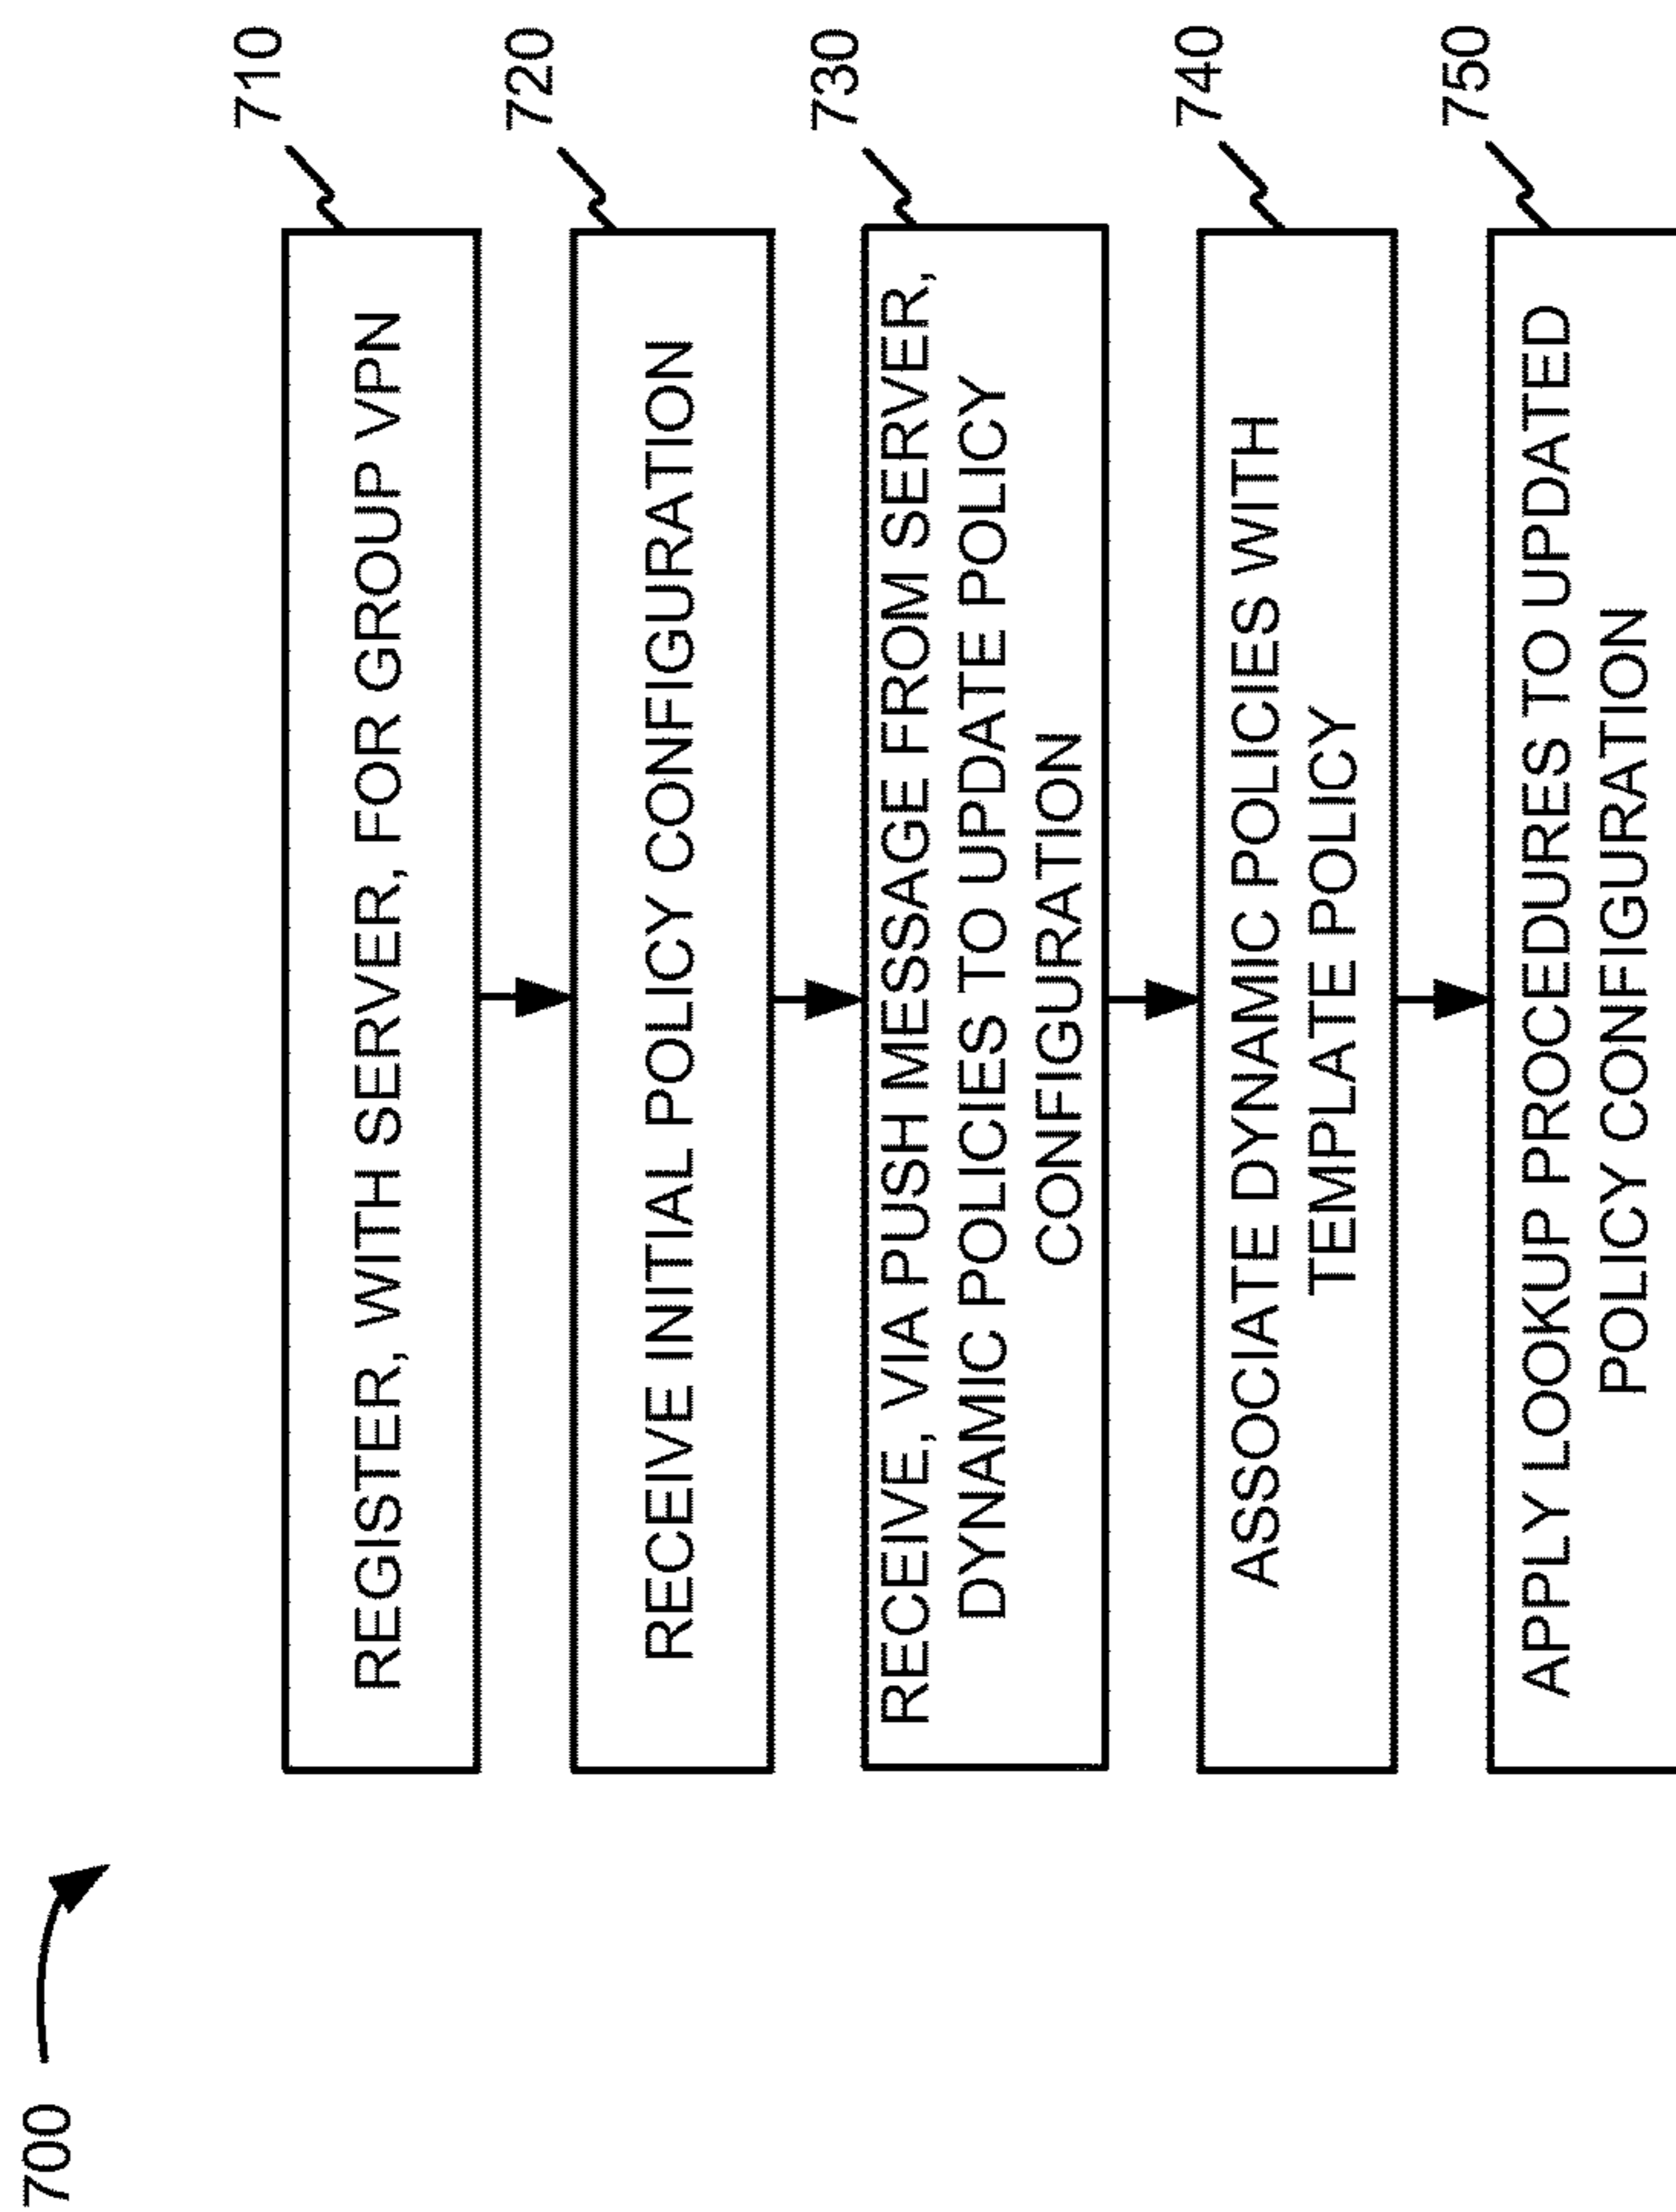 700
710
REGISTER, WITH SERVER, FOR GROUP VPN
720
RECEIVE INITIAL POLICY CONFIGURATION
730
RECEIVE, VIA PUSH MESSAGE FROM SERVER,
DYNAMIC POLICIES TO UPDATE POLICY
CONFIGURATION
740
ASSOCIATE DYNAMIC POLICIES WITH
TEMPLATE POLICY
750
APPLY LOOKUP PROCEDURES TO UPDATED
POLICY CONFIGURATION